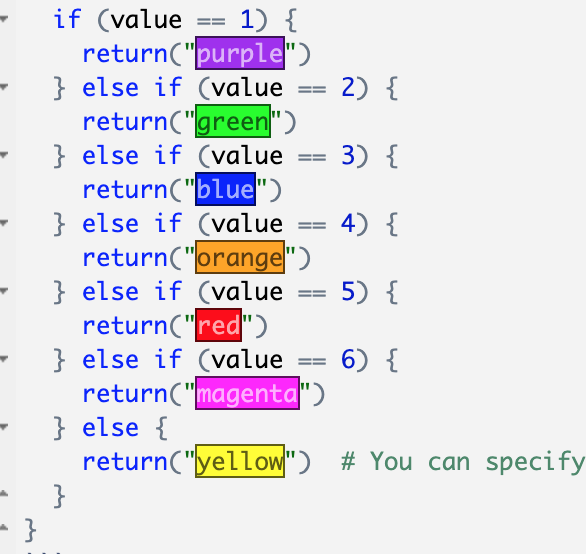 if (value == 1) {
return("purple")
} else if (value == 2) {
return("green")
} else if (value == 3) {
return("blue")
} else if (value == 4) {
return("orange")
} else if (value == 5) {
return("red")
} else if (value == 6) {
return("magenta")
} else {
return("yellow")  # You can specify
}
}
```